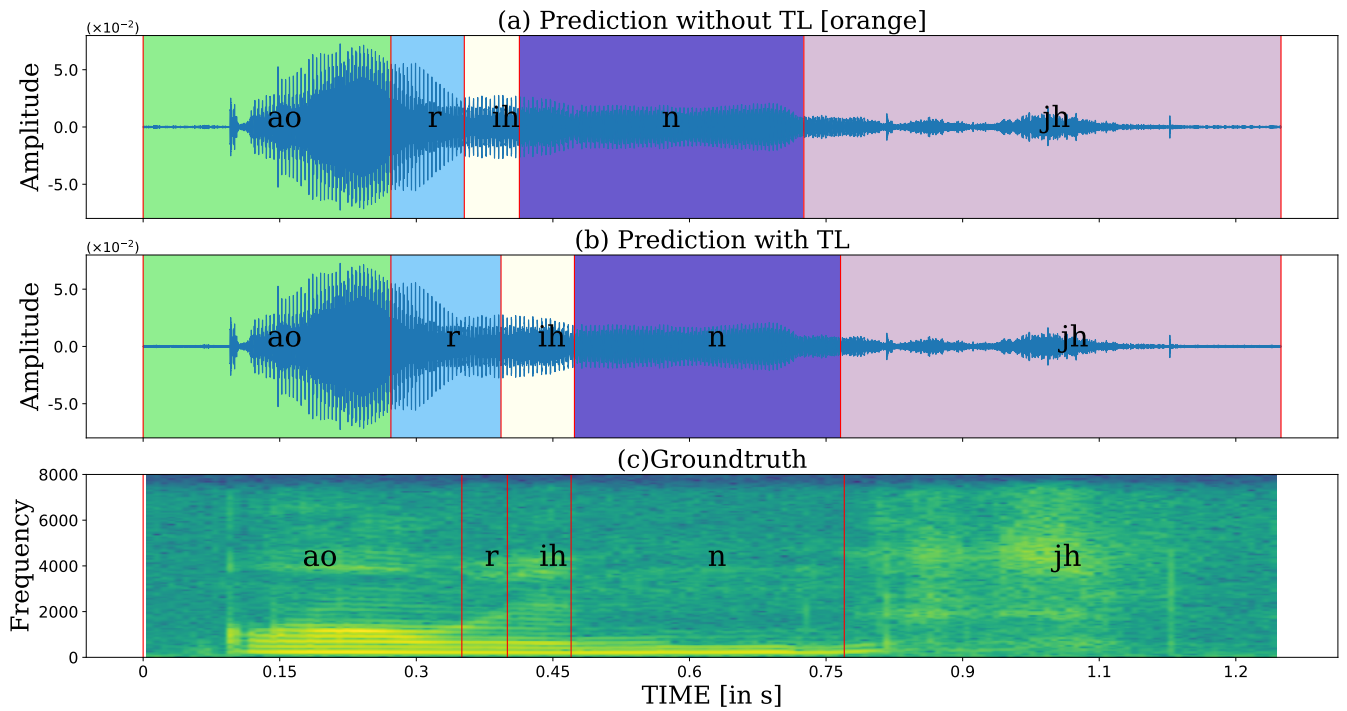 (a) Prediction without TL [orange]
(×10⁻²)
Amplitude
5.0
0.0
-5.0
ao r ih n jh
(b) Prediction with TL
(×10⁻²)
Amplitude
5.0
0.0
-5.0
ao r ih n jh
(c)Groundtruth
Frequency
8000
6000
4000
2000
0
ao r ih n jh
0 0.15 0.3 0.45 0.6 0.75 0.9 1.1 1.2
TIME [in s]